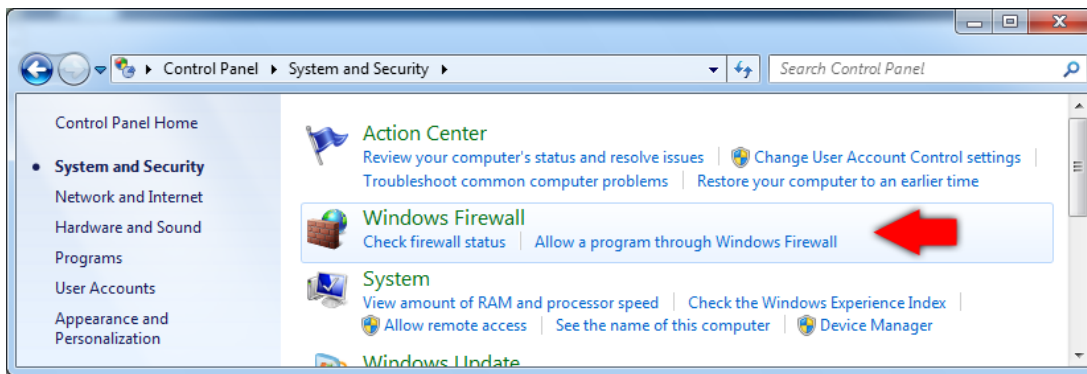 Control Panel System and Security Search Control Panel
Control Panel Home
System and Security
Network and Internet
Hardware and Sound
Programs
User Accounts
Appearance and
Personalization
Action Center
Review your computer's status and resolve issues Change User Account Control settings
Troubleshoot common computer problems Restore your computer to an earlier time
Windows Firewall
Check firewall status Allow a program through Windows Firewall
System
View amount of RAM and processor speed Check the Windows Experience Index
Allow remote access See the name of this computer Device Manager
Windows Update